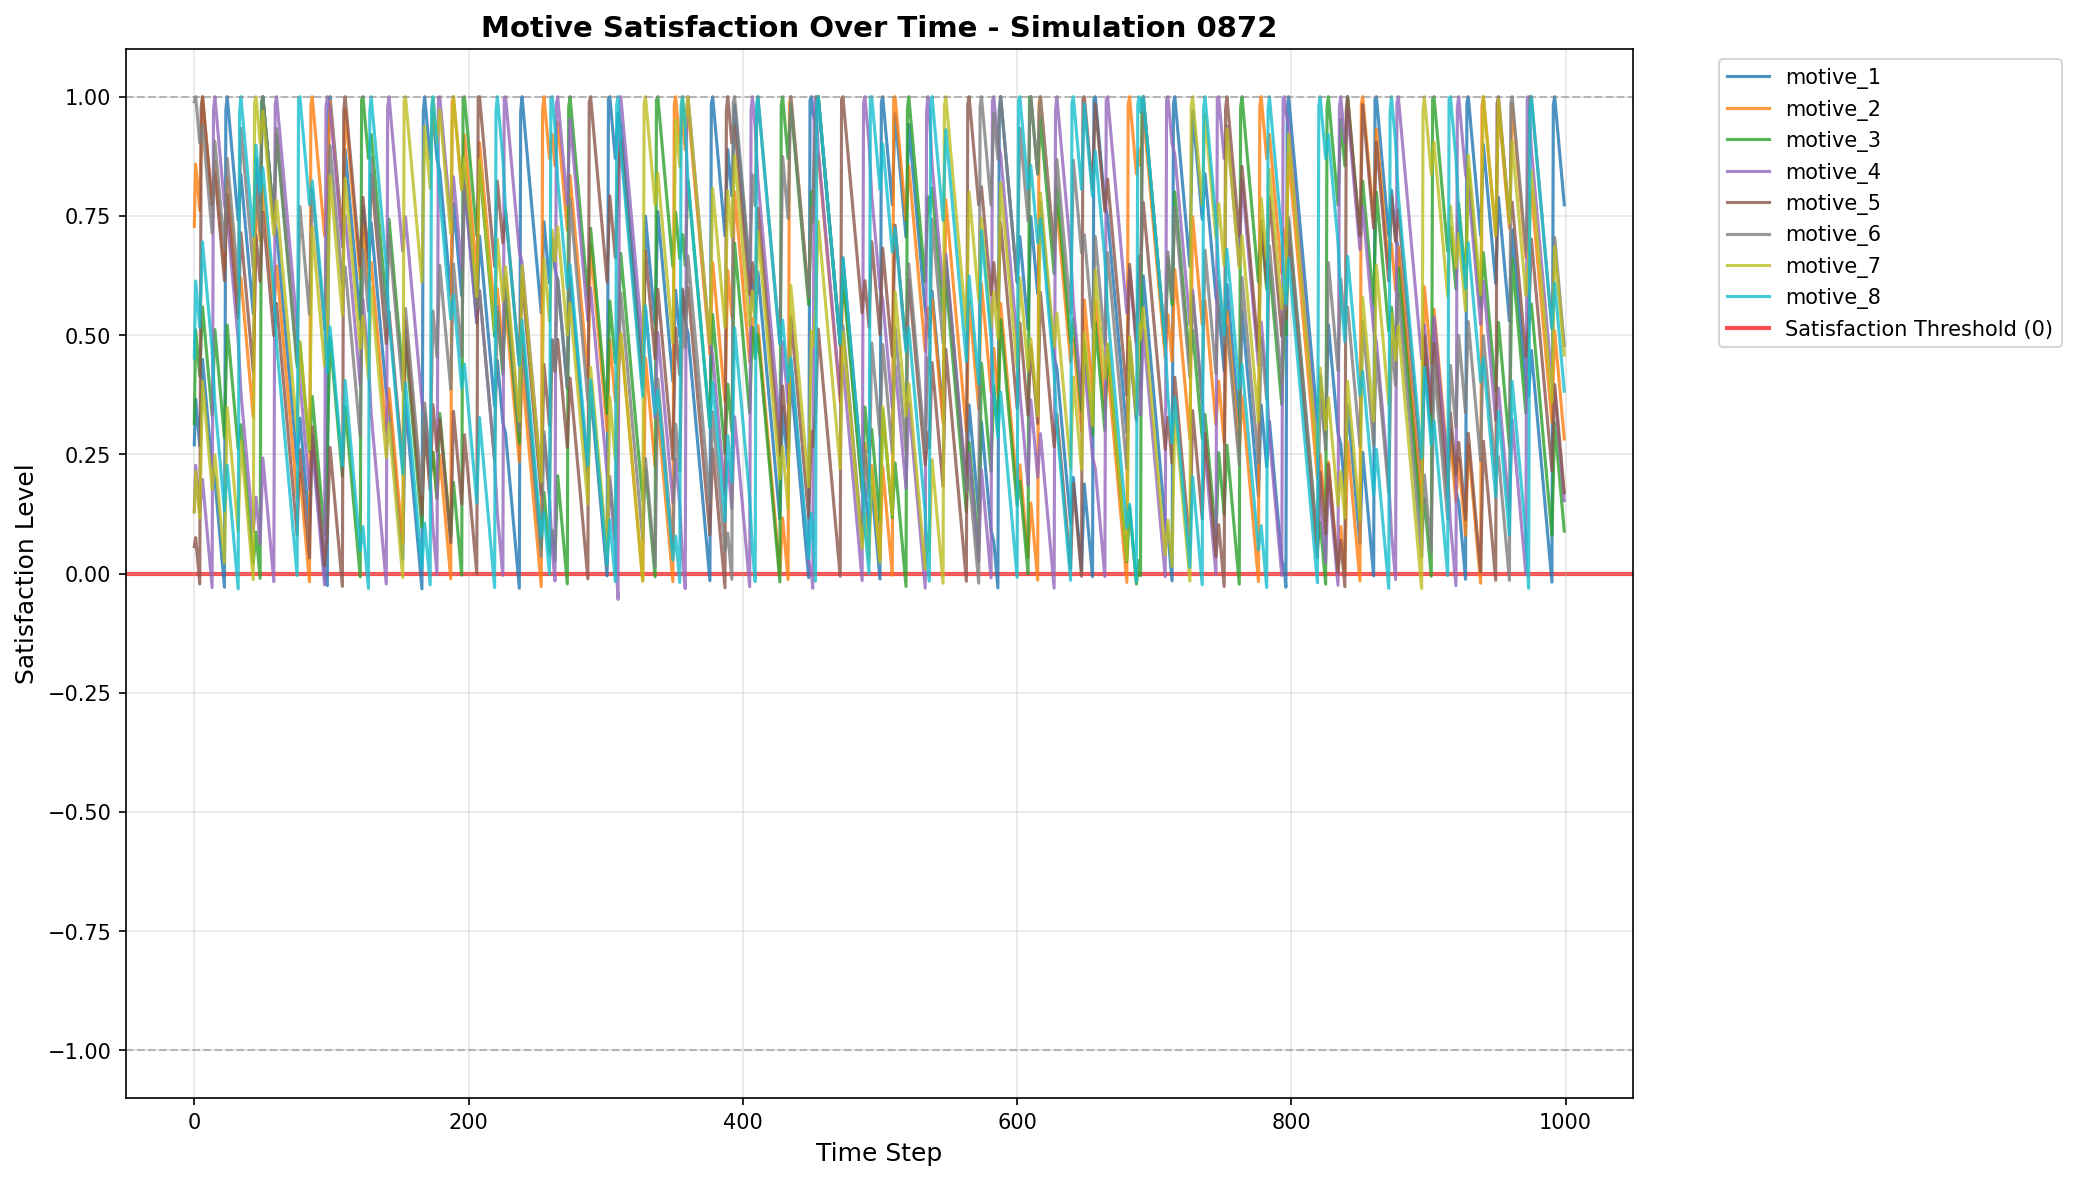 Motive Satisfaction Over Time - Simulation 0872
motive_1
motive_2
motive_3
motive_4
motive_5
motive_6
motive_7
motive_8
Satisfaction Threshold (0)
Satisfaction Level
1.00
0.75
0.50
0.25
0.00
−0.25
−0.50
−0.75
−1.00
0 200 400 600 800 1000
Time Step